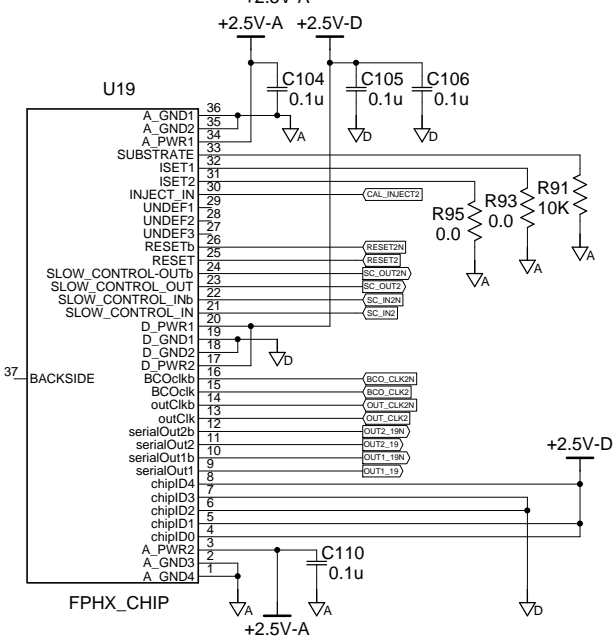 +2.5V-A
+2.5V-A +2.5V-D
U19
C104 0.1u
C105 0.1u
C106 0.1u
A_GND1 36
A_GND2 35
A_PWR1 34
SUBSTRATE 33
ISET1 32
ISET2 31
INJECT_IN 30 CAL_INJECT2
UNDEF1 29
UNDEF2 28
UNDEF3 27
RESETb 26 RESET2N
RESET 25 RESET2
SLOW_CONTROL-OUTb 24 SC_OUT2N
SLOW_CONTROL_OUT 23 SC_OUT2
SLOW_CONTROL_INb 22 SC_IN2N
SLOW_CONTROL_IN 21 SC_IN2
D_PWR1 20
D_GND1 19
D_GND2 18
D_PWR2 17
BCOclkb 16 BCO_CLK2N
BCOclk 15 BCO_CLK2
outClkb 14 OUT_CLK2N
outClk 13 OUT_CLK2
serialOut2b 12 OUT2_19N
serialOut2 11 OUT2_19
serialOut1b 10 OUT1_19N
serialOut1 9 OUT1_19
chipID4 8
chipID3 7
chipID2 6
chipID1 5
chipID0 4
A_PWR2 3
A_GND3 2
A_GND4 1
37 BACKSIDE
A
D
D
R95 0.0
R93 0.0
R91 10K
A
A
A
D
+2.5V-D
C110 0.1u
FPHX_CHIP
A
A
D
+2.5V-A